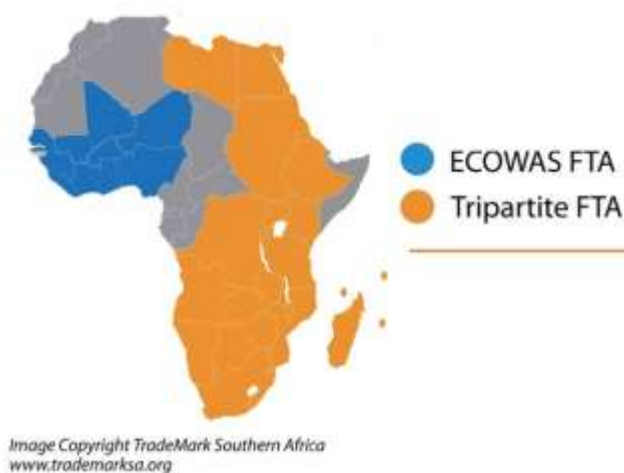 ECOWAS FTA
Tripartite FTA
Image Copyright TradeMark Southern Africa
www.trademarksa.org